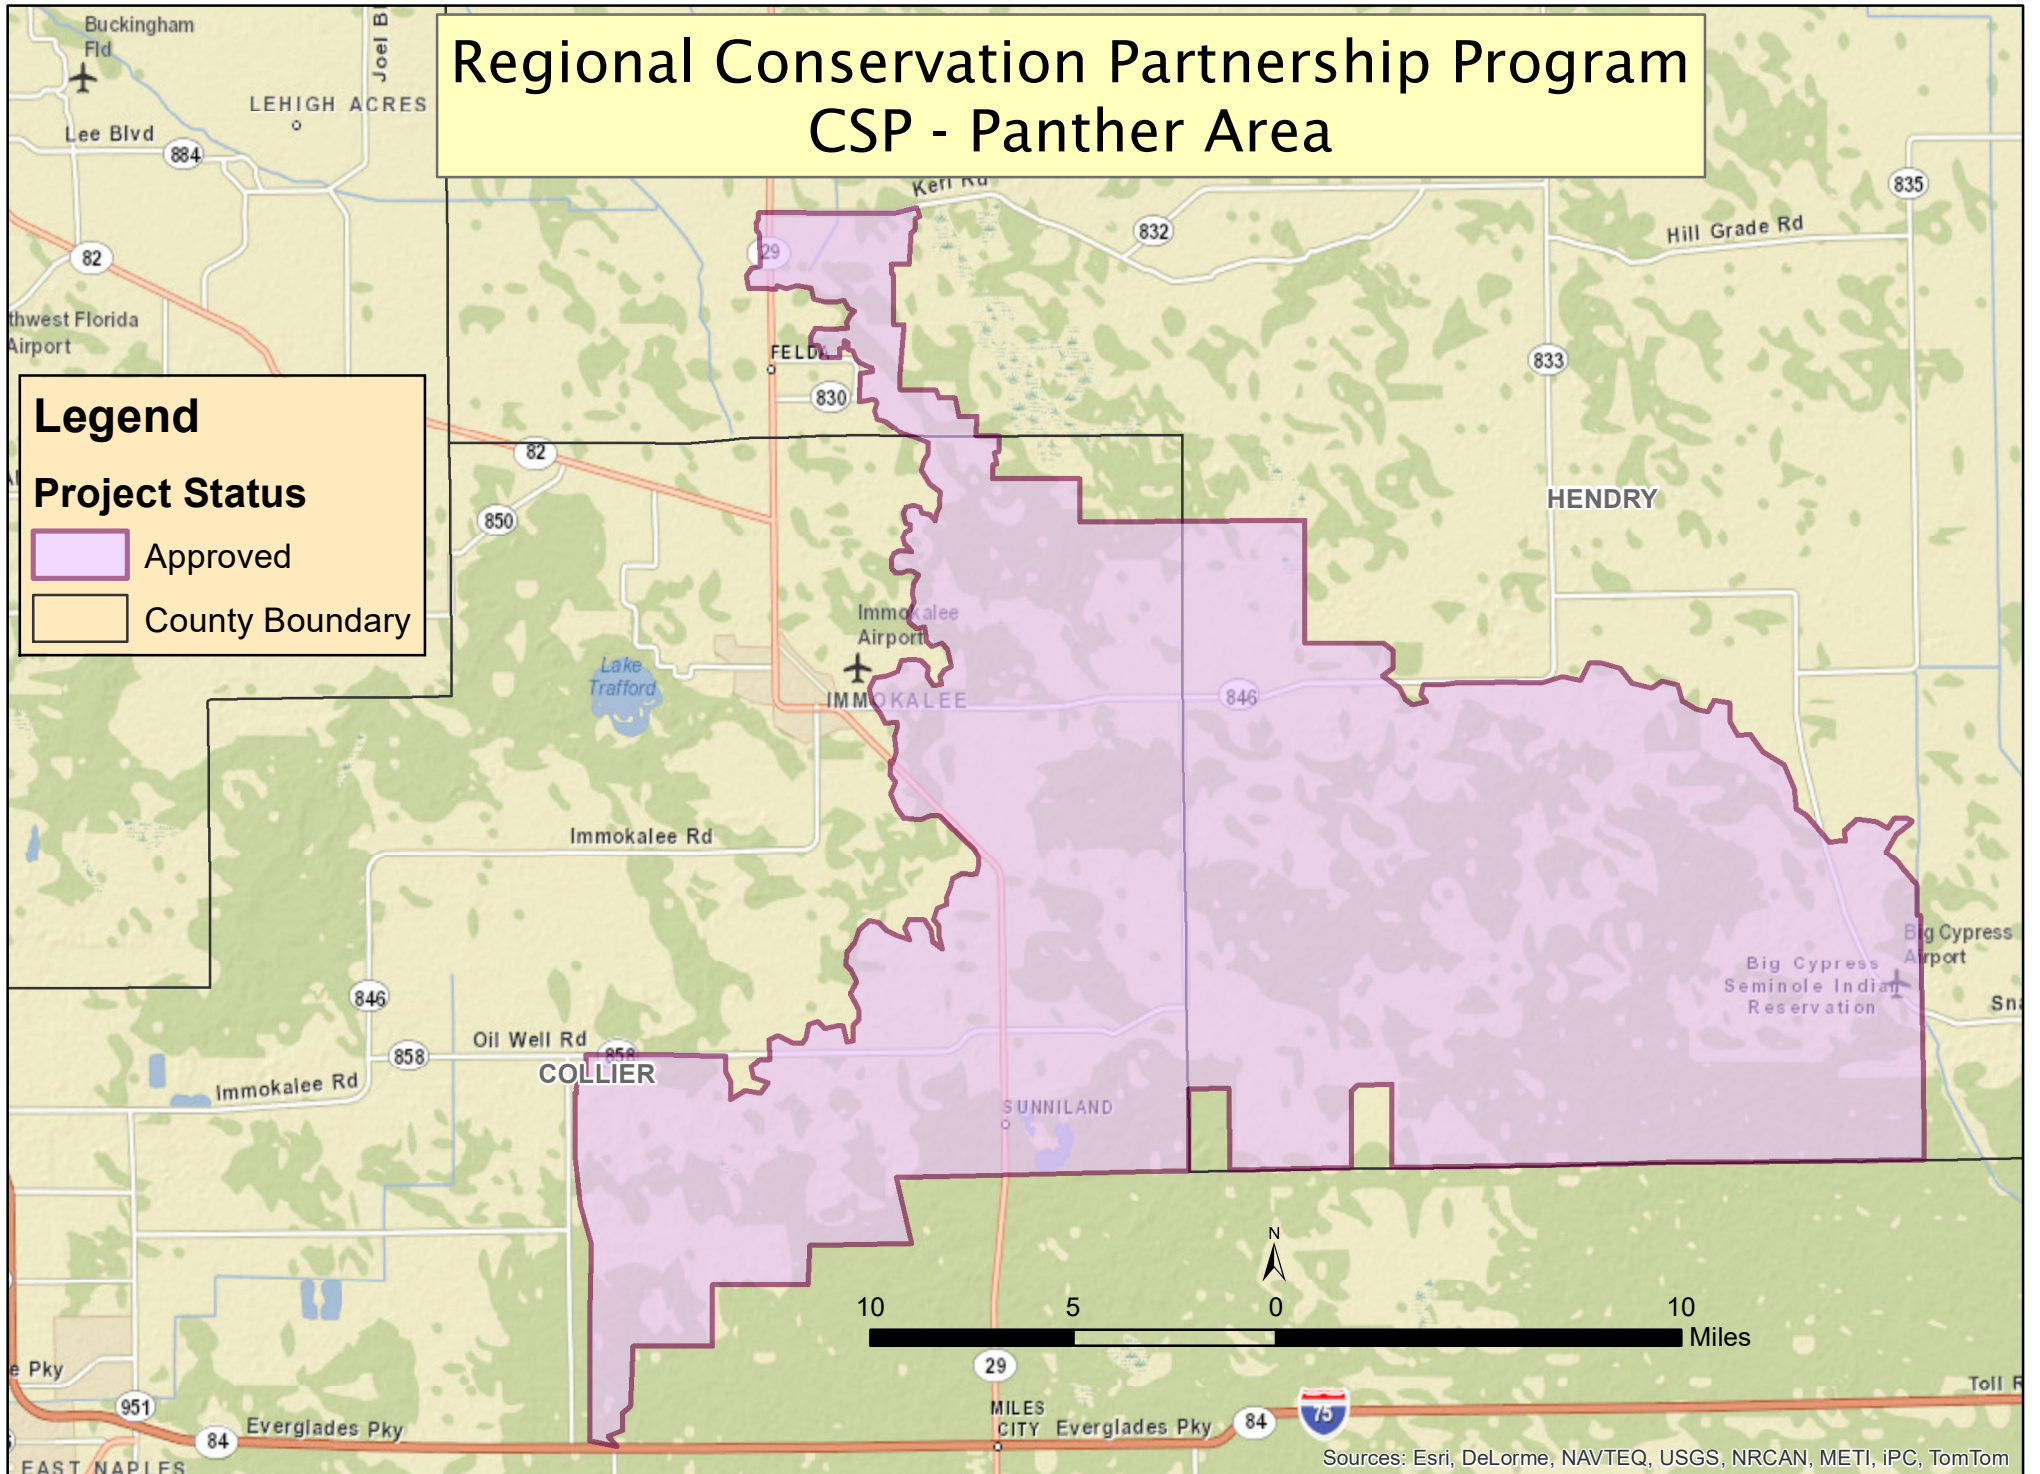 Regional Conservation Partnership Program
CSP - Panther Area
Buckingham
Fld
LEHIGH ACRES
Lee Blvd
884
82
Keri Rd
832
835
Hill Grade Rd
29
thwest Florida
Airport
FELDA
830
833
Legend
Project Status
Approved
County Boundary
82
850
HENDRY
Immokalee
Airport
Lake
Trafford
IMMOKALEE
846
Immokalee Rd
Big Cypress
Airport
Big Cypress
Seminole Indian
Reservation
846
Oil Well Rd
858
858
COLLIER
Immokalee Rd
SUNNILAND
N
10 5 0 10
Miles
29
e Pky
951
84
Everglades Pky
MILES
CITY
Everglades Pky
84
75
Toll R
EAST NAPLES
Sources: Esri, DeLorme, NAVTEQ, USGS, NRCAN, METI, iPC, TomTom